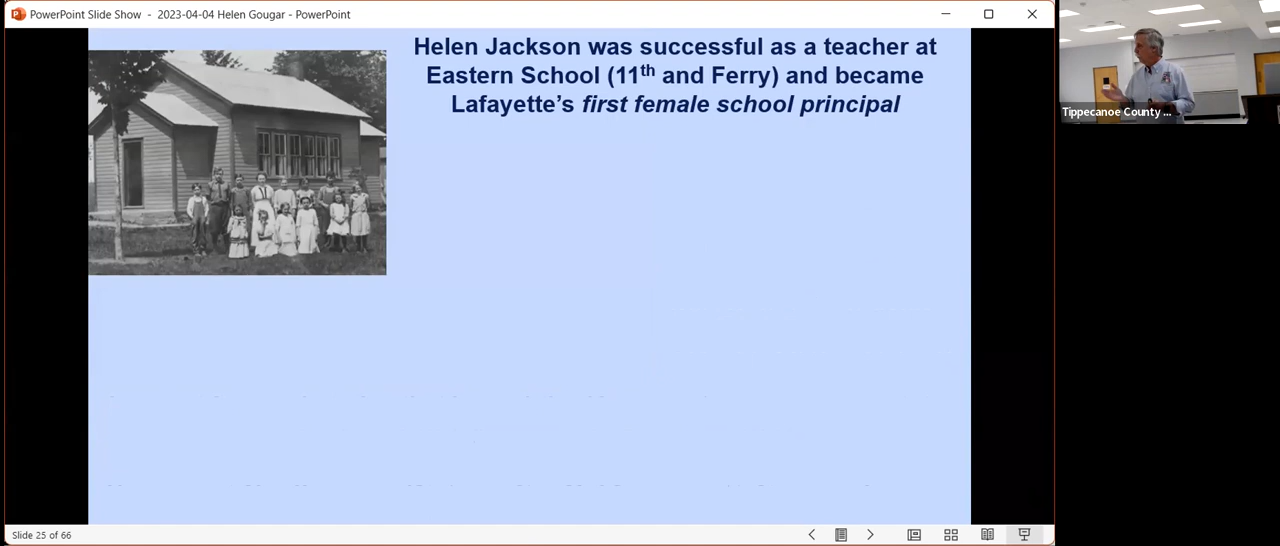 PowerPoint Slide Show - 2023-04-04 Helen Gougar - PowerPoint
Helen Jackson was successful as a teacher at
Eastern School (11th and Ferry) and became
Lafayette's first female school principal
Tippecanoe County ...
Slide 25 of 66